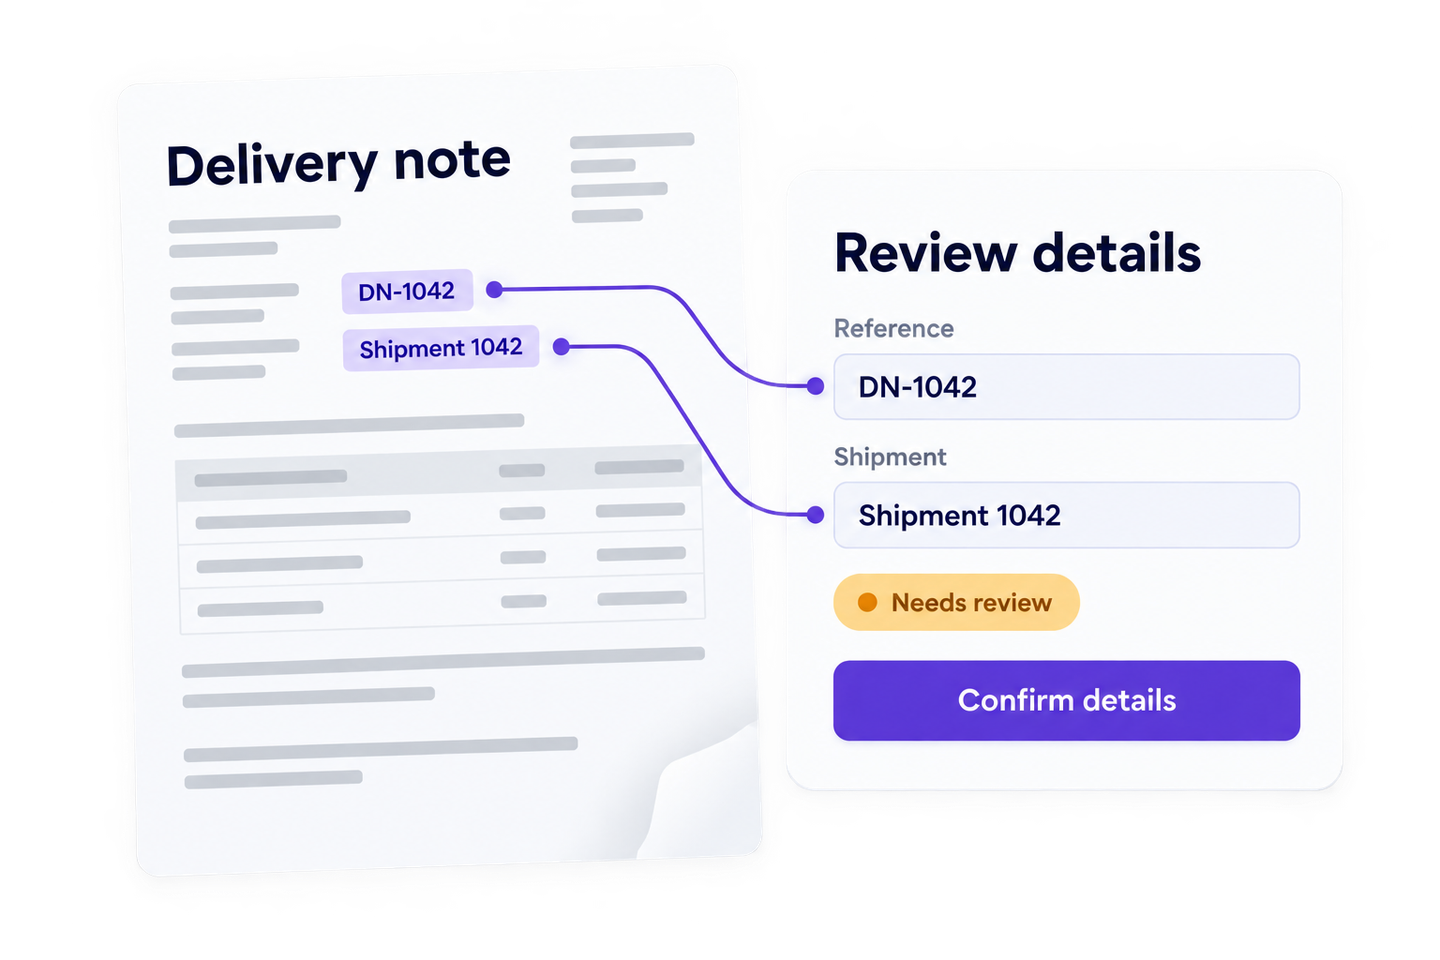 Delivery note
DN-1042
Shipment 1042
Review details
Reference
DN-1042
Shipment
Shipment 1042
Needs review
Confirm details